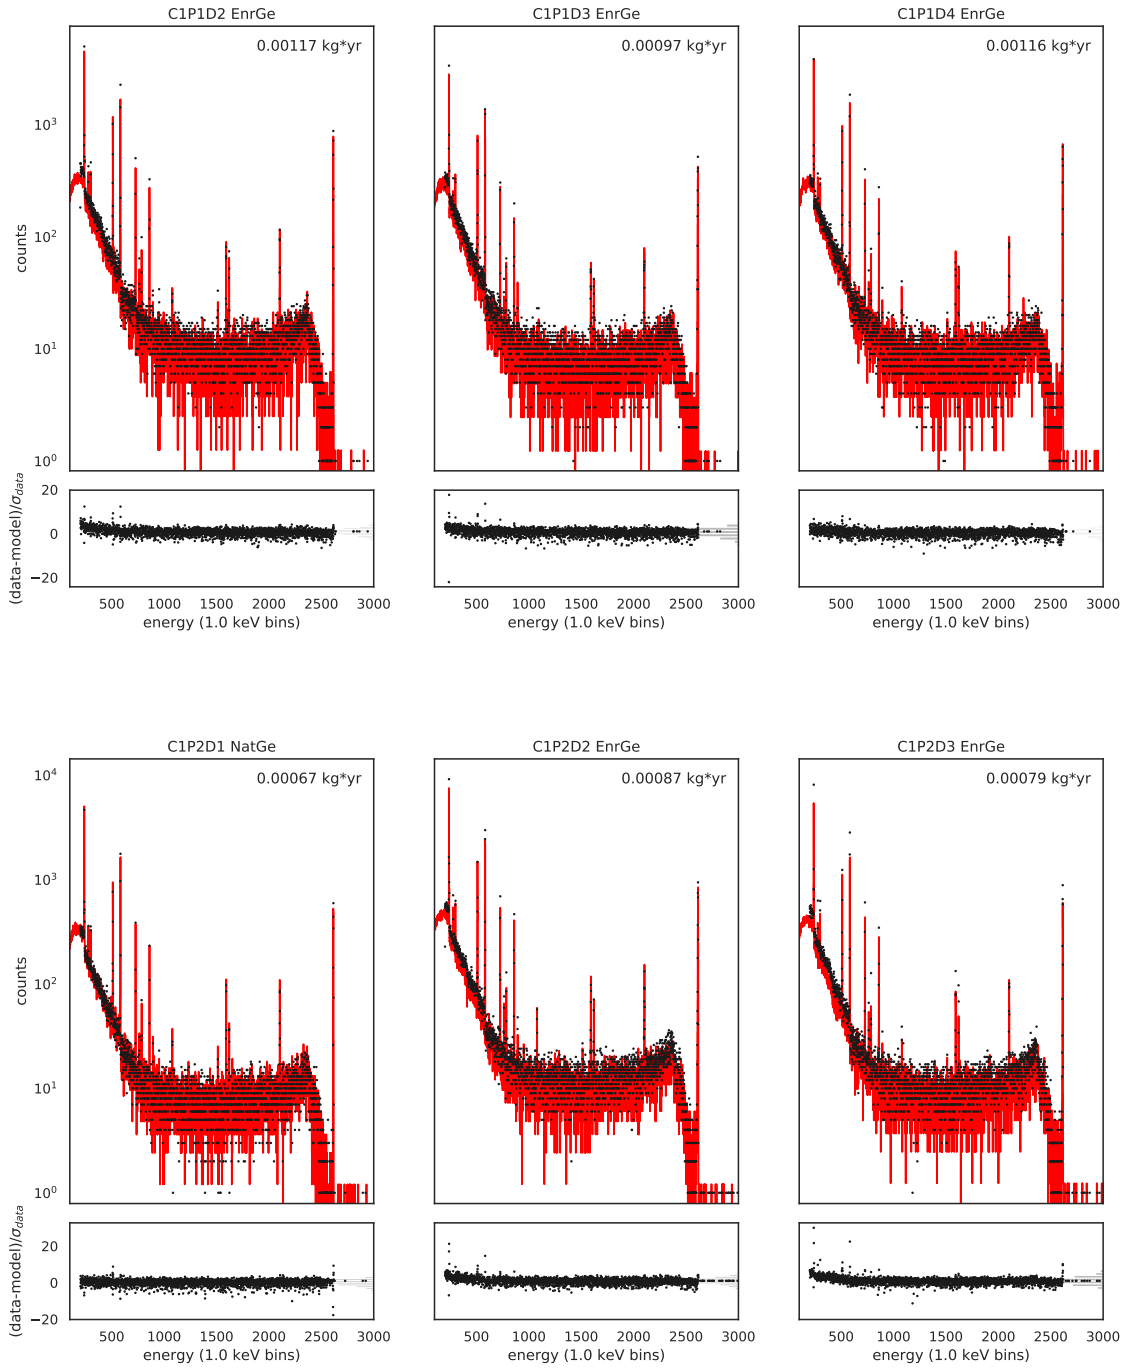 C1P1D2 EnrGe
C1P1D3 EnrGe
C1P1D4 EnrGe
0.00117 kg*yr
0.00097 kg*yr
0.00116 kg*yr
counts
10³
10²
10¹
10⁰
(data-model)/σ_data
20
0
−20
500 1000 1500 2000 2500 3000
500 1000 1500 2000 2500 3000
500 1000 1500 2000 2500 3000
energy (1.0 keV bins)
energy (1.0 keV bins)
energy (1.0 keV bins)
C1P2D1 NatGe
C1P2D2 EnrGe
C1P2D3 EnrGe
0.00067 kg*yr
0.00087 kg*yr
0.00079 kg*yr
counts
10⁴
10³
10²
10¹
10⁰
(data-model)/σ_data
20
0
−20
500 1000 1500 2000 2500 3000
500 1000 1500 2000 2500 3000
500 1000 1500 2000 2500 3000
energy (1.0 keV bins)
energy (1.0 keV bins)
energy (1.0 keV bins)